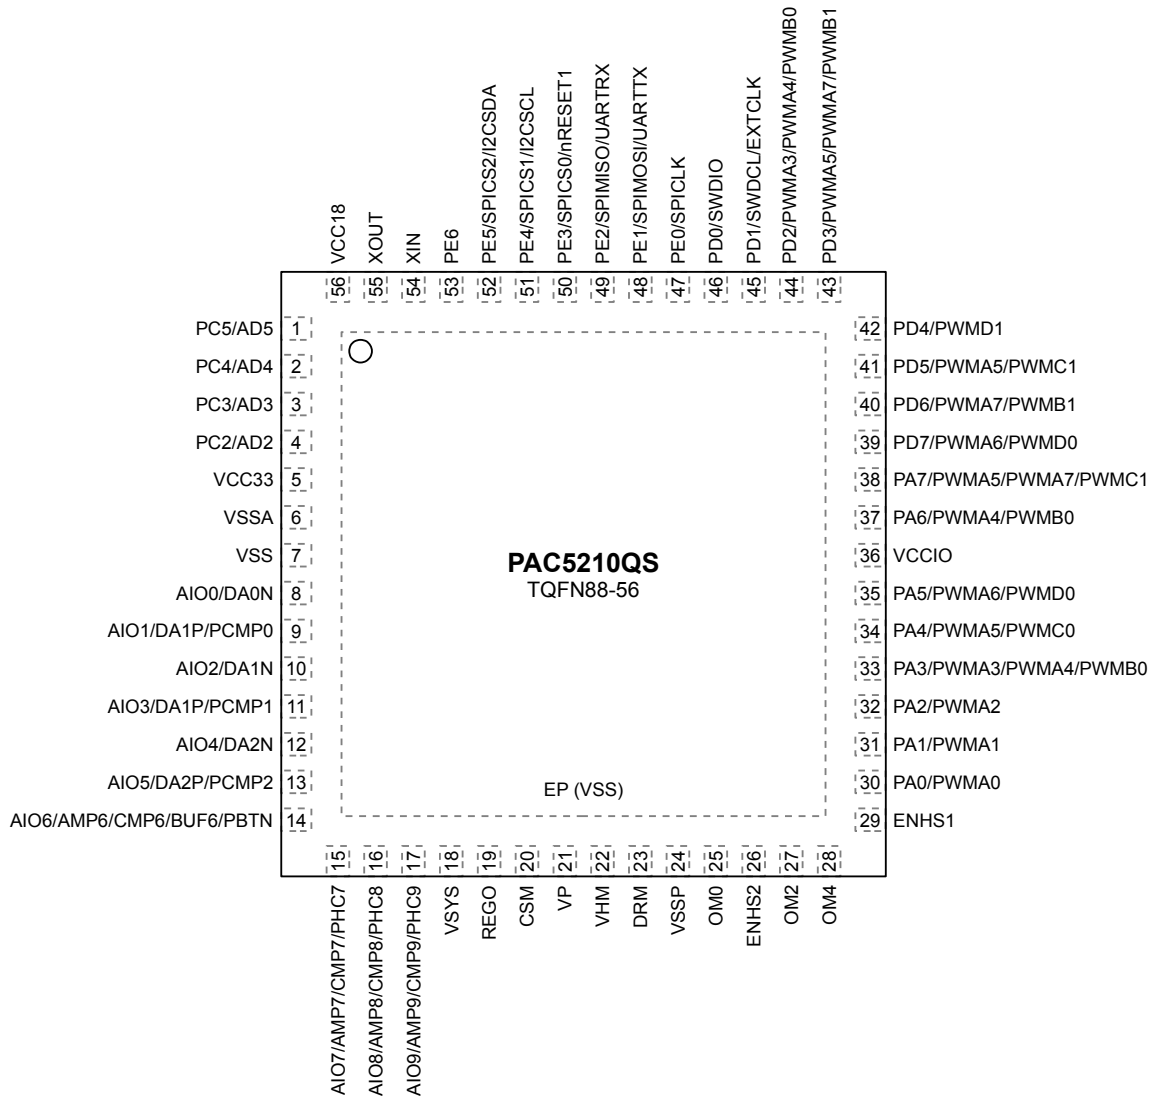 PD2/PWMA3/PWMA4/PWMB0
PD3/PWMA5/PWMA7/PWMB1
PE5/SPICS2/I2CSDA
PE4/SPICS1/I2CSCL
PE3/SPICS0/nRESET1
PE2/SPIMISO/UARTRX
PE1/SPIMOSI/UARTTX
PE0/SPICLK
PD0/SWDIO
PD1/SWDCL/EXTCLK
VCC18
XOUT
XIN
PE6
56
55
54
53
52
51
50
49
48
47
46
45
44
43
PC5/AD5 1
PC4/AD4 2
PC3/AD3 3
PC2/AD2 4
VCC33 5
VSSA 6
VSS 7
AIO0/DA0N 8
AIO1/DA1P/PCMP0 9
AIO2/DA1N 10
AIO3/DA1P/PCMP1 11
AIO4/DA2N 12
AIO5/DA2P/PCMP2 13
AIO6/AMP6/CMP6/BUF6/PBTN 14
PAC5210QS
TQFN88-56
EP (VSS)
42 PD4/PWMD1
41 PD5/PWMA5/PWMC1
40 PD6/PWMA7/PWMB1
39 PD7/PWMA6/PWMD0
38 PA7/PWMA5/PWMA7/PWMC1
37 PA6/PWMA4/PWMB0
36 VCCIO
35 PA5/PWMA6/PWMD0
34 PA4/PWMA5/PWMC0
33 PA3/PWMA3/PWMA4/PWMB0
32 PA2/PWMA2
31 PA1/PWMA1
30 PA0/PWMA0
29 ENHS1
15
16
17
18
19
20
21
22
23
24
25
26
27
28
AIO7/AMP7/CMP7/PHC7
AIO8/AMP8/CMP8/PHC8
AIO9/AMP9/CMP9/PHC9
VSYS
REGO
CSM
VP
VHM
DRM
VSSP
OM0
ENHS2
OM2
OM4